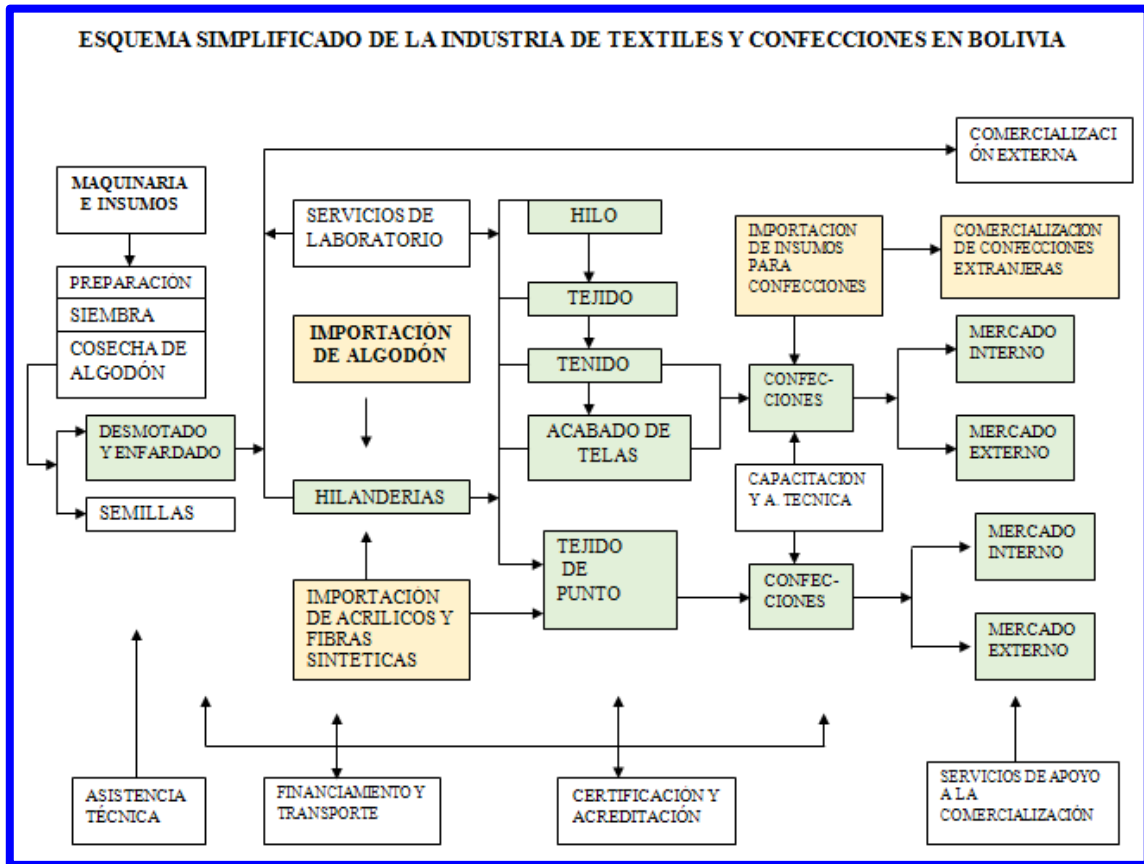 ESQUEMA SIMPLIFICADO DE LA INDUSTRIA DE TEXTILES Y CONFECCIONES EN BOLIVIA
COMERCIALIZACI
ÓN EXTERNA
MAQUINARIA
E INSUMOS
PREPARACIÓN
SIEMBRA
COSECHA DE
ALGODÓN
DESMOTADO
Y ENFARDADO
SEMILLAS
SERVICIOS DE
LABORATORIO
IMPORTACIÓN
DE ALGODÓN
HILANDERIAS
IMPORTACIÓN
DE ACRILICOS Y
FIBRAS
SINTETICAS
HILO
TEJIDO
TENIDO
ACABADO DE
TELAS
TEJIDO
DE
PUNTO
IMPORTACION
DE INSUMOS
PARA
CONFECCIONES
COMERCIALIZACION
DE CONFECCIONES
EXTRANJERAS
CONFEC-
CIONES
CAPACITACION
Y A. TECNICA
CONFEC-
CIONES
MERCADO
INTERNO
MERCADO
EXTERNO
MERCADO
INTERNO
MERCADO
EXTERNO
ASISTENCIA
TÉCNICA
FINANCIAMIENTO Y
TRANSPORTE
CERTIFICACIÓN Y
ACREDITACIÓN
SERVICIOS DE APOYO
A LA
COMERCIALIZACIÓN